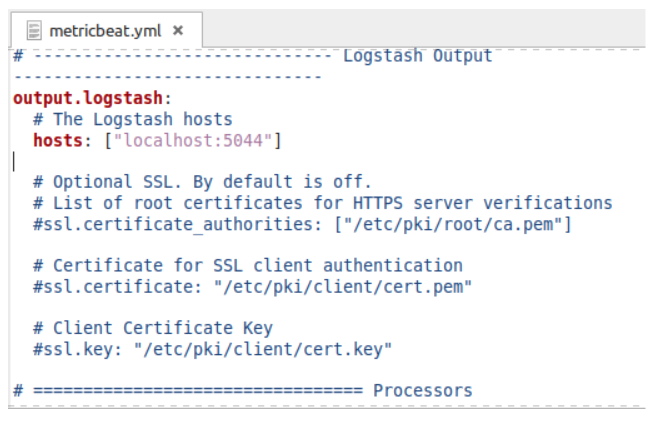 metricbeat.yml ×
# ------------------------------ Logstash Output
-------------------------------
output.logstash:
  # The Logstash hosts
  hosts: ["localhost:5044"]

  # Optional SSL. By default is off.
  # List of root certificates for HTTPS server verifications
  #ssl.certificate_authorities: ["/etc/pki/root/ca.pem"]

  # Certificate for SSL client authentication
  #ssl.certificate: "/etc/pki/client/cert.pem"

  # Client Certificate Key
  #ssl.key: "/etc/pki/client/cert.key"

# ================================= Processors